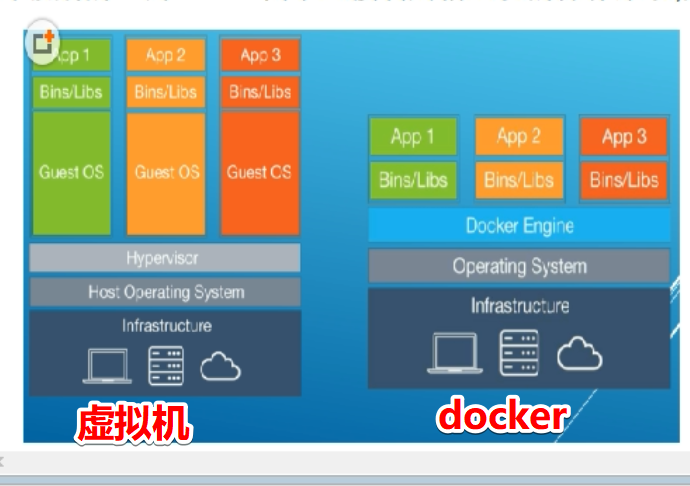 App 1 App 2 App 3
Bins/Libs Bins/Libs Bins/Libs
Guest OS Guest OS Guest OS
Hypervisor
Host Operating System
Infrastructure
虚拟机
App 1 App 2 App 3
Bins/Libs Bins/Libs Bins/Libs
Docker Engine
Operating System
Infrastructure
docker